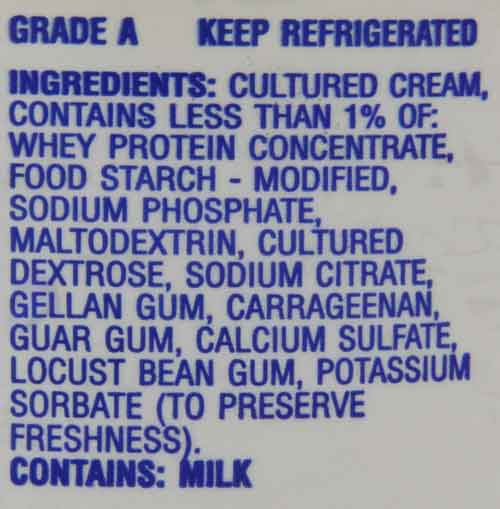 GRADE A KEEP REFRIGERATED
INGREDIENTS: CULTURED CREAM,
CONTAINS LESS THAN 1% OF:
WHEY PROTEIN CONCENTRATE,
FOOD STARCH - MODIFIED,
SODIUM PHOSPHATE,
MALTODEXTRIN, CULTURED
DEXTROSE, SODIUM CITRATE,
GELLAN GUM, CARRAGEENAN,
GUAR GUM, CALCIUM SULFATE,
LOCUST BEAN GUM, POTASSIUM
SORBATE (TO PRESERVE
FRESHNESS).
CONTAINS: MILK